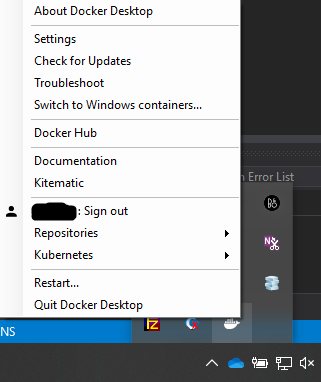 About Docker Desktop
Settings
Check for Updates
Troubleshoot
Switch to Windows containers...
Docker Hub
Documentation
Kitematic
: Sign out
Repositories
Kubernetes
Restart...
Quit Docker Desktop
Error List
NS